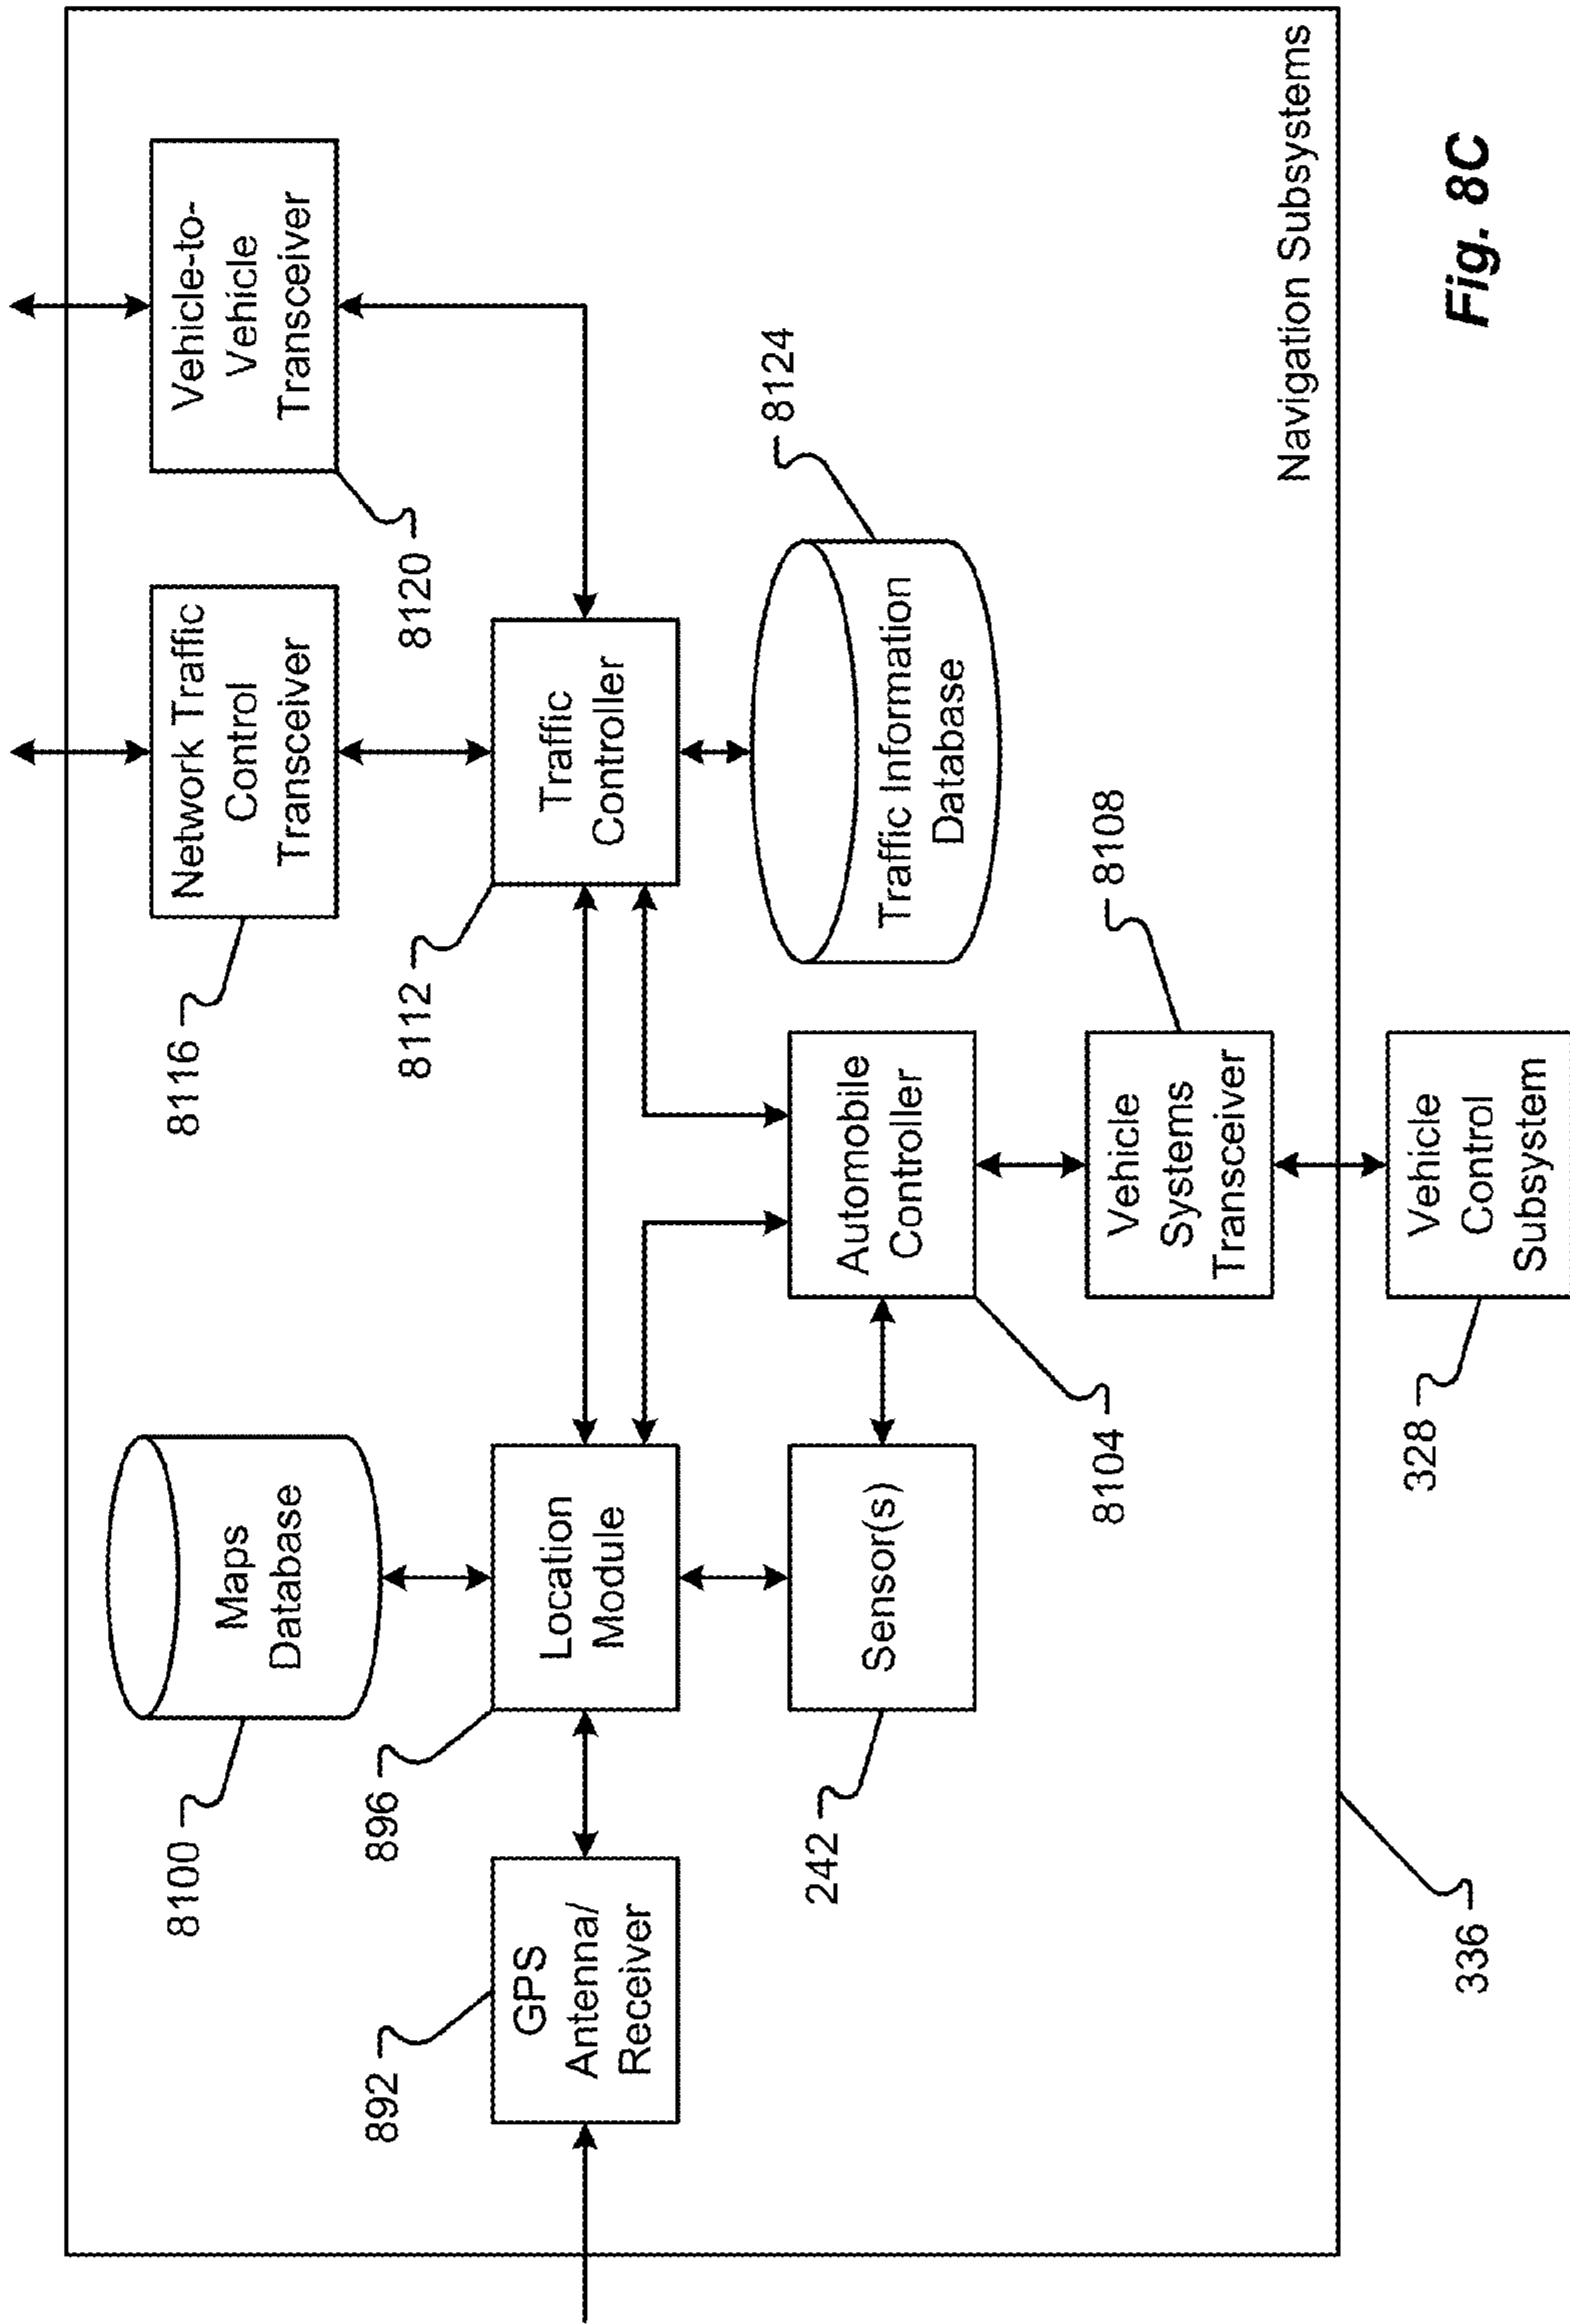 8100
Maps
Database
8116
Network Traffic
Control
Transceiver
Vehicle-to-
Vehicle
Transceiver
8120
892
GPS
Antenna/
Receiver
896
Location
Module
8112
Traffic
Controller
8124
Traffic Information
Database
242
Sensor(s)
Automobile
Controller
8104
8108
Vehicle
Systems
Transceiver
Navigation Subsystems
336
328
Vehicle
Control
Subsystem
Fig. 8C